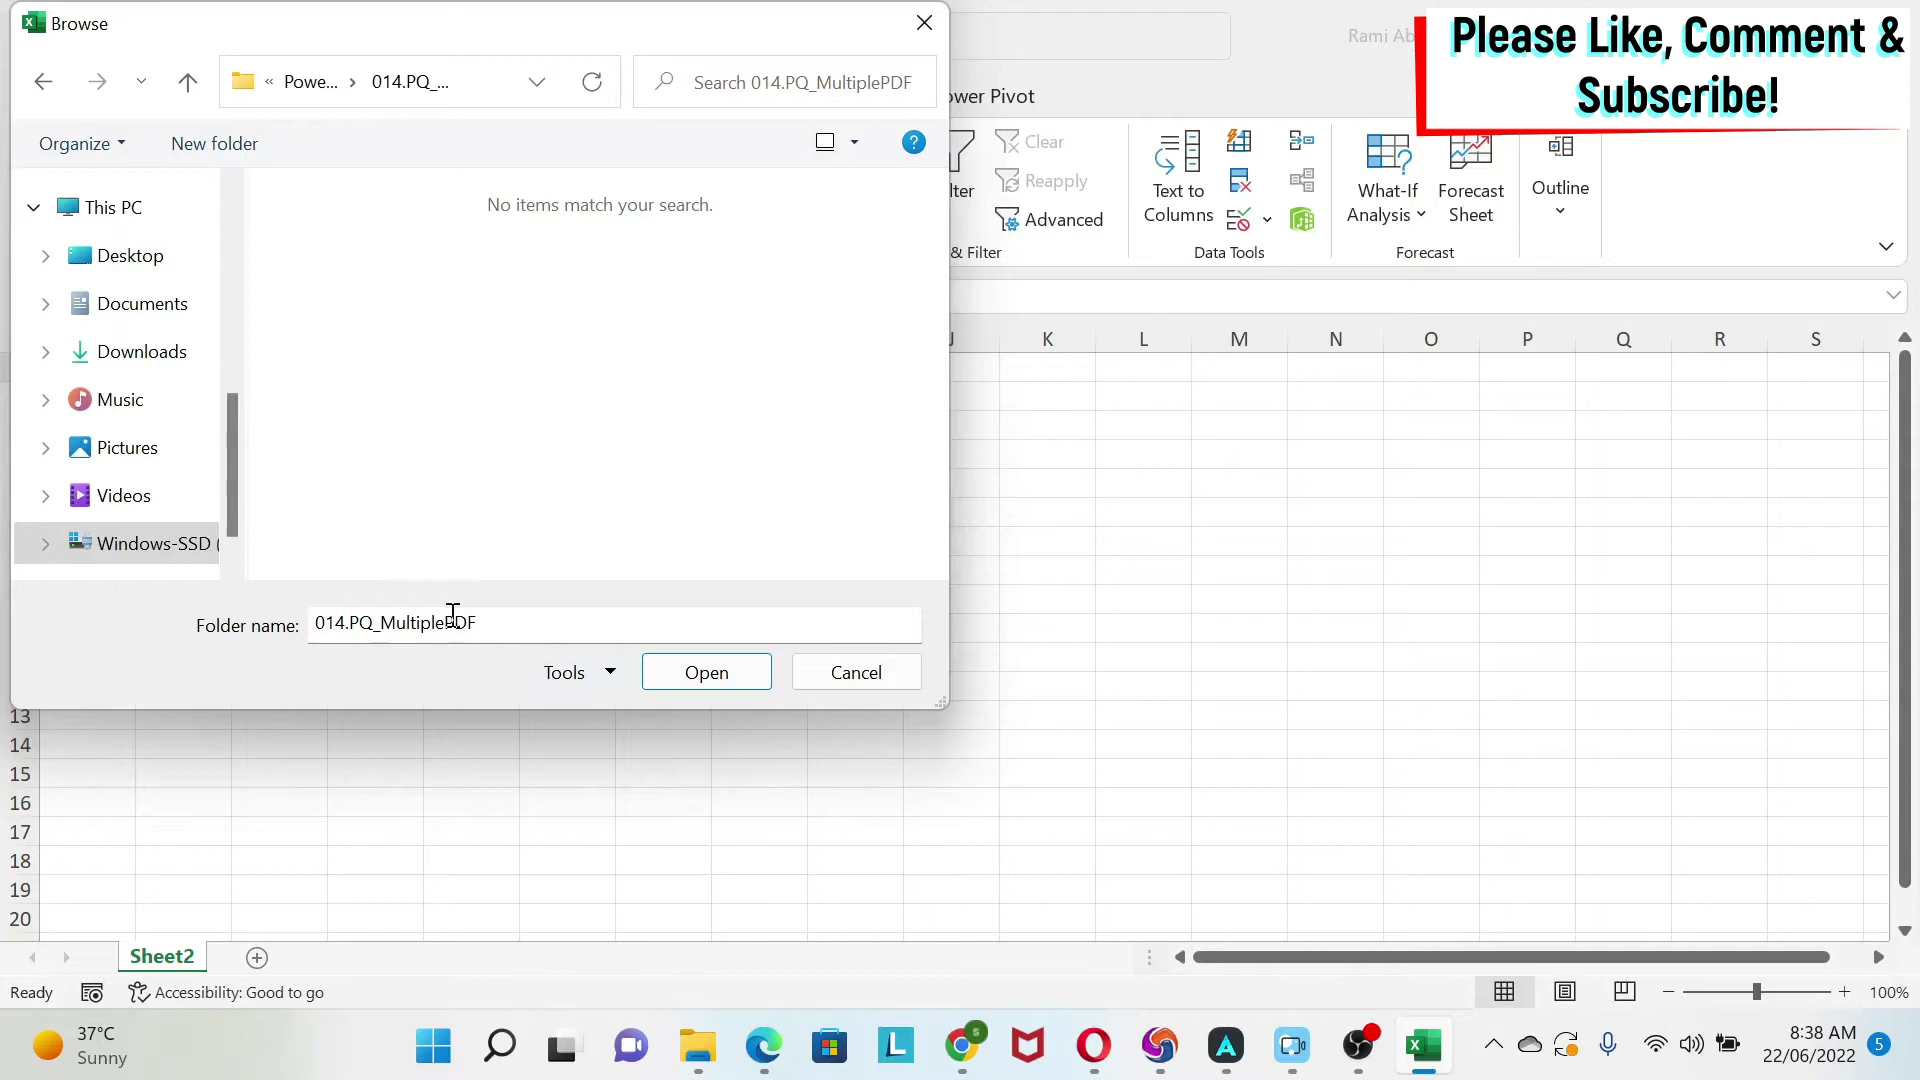 Browse
« Powe... › 014.PQ_...
Search 014.PQ_MultiplePDF
Organize
New folder
This PC
Desktop
Documents
Downloads
Music
Pictures
Videos
Windows-SSD (
No items match your search.
Folder name: 014.PQ_MultiplePDF
Tools
Open
Cancel
Rami Ab
Please Like, Comment &
Subscribe!
ower Pivot
lter
Clear
Reapply
Advanced
& Filter
Text to
Columns
Data Tools
What-If
Analysis
Forecast
Sheet
Forecast
Outline
J K L M N O P Q R S
13
14
15
16
17
18
19
20
Sheet2
Ready
Accessibility: Good to go
100%
37°C
Sunny
8:38 AM
22/06/2022
5